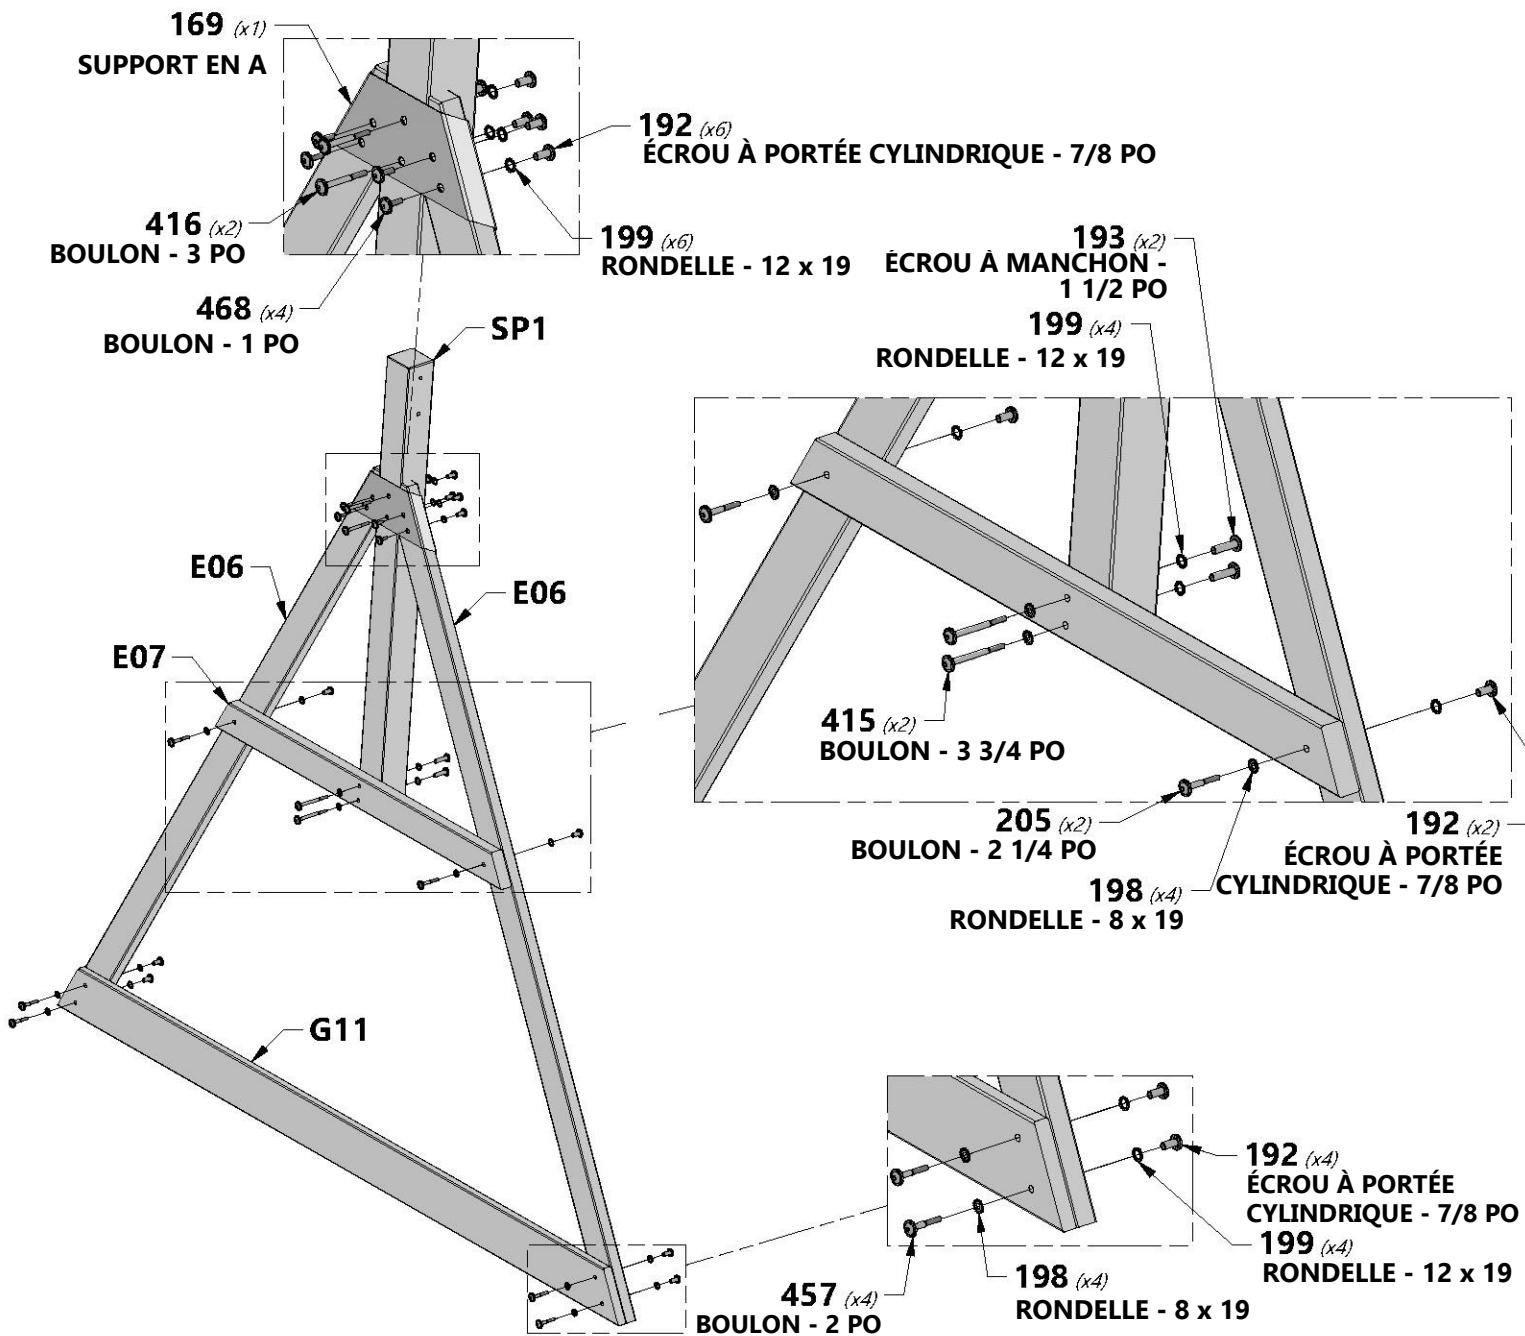 169 (x1)
SUPPORT EN A
192 (x6)
ÉCROU À PORTÉE CYLINDRIQUE - 7/8 PO
416 (x2)
BOULON - 3 PO
199 (x6)
RONDELLE - 12 x 19
468 (x4)
BOULON - 1 PO
193 (x2)
ÉCROU À MANCHON -
1 1/2 PO
199 (x4)
RONDELLE - 12 x 19
SP1
E06
E06
E07
415 (x2)
BOULON - 3 3/4 PO
205 (x2)
BOULON - 2 1/4 PO
198 (x4)
RONDELLE - 8 x 19
192 (x2)
ÉCROU À PORTÉE
CYLINDRIQUE - 7/8 PO
G11
192 (x4)
ÉCROU À PORTÉE
CYLINDRIQUE - 7/8 PO
199 (x4)
RONDELLE - 12 x 19
198 (x4)
RONDELLE - 8 x 19
457 (x4)
BOULON - 2 PO